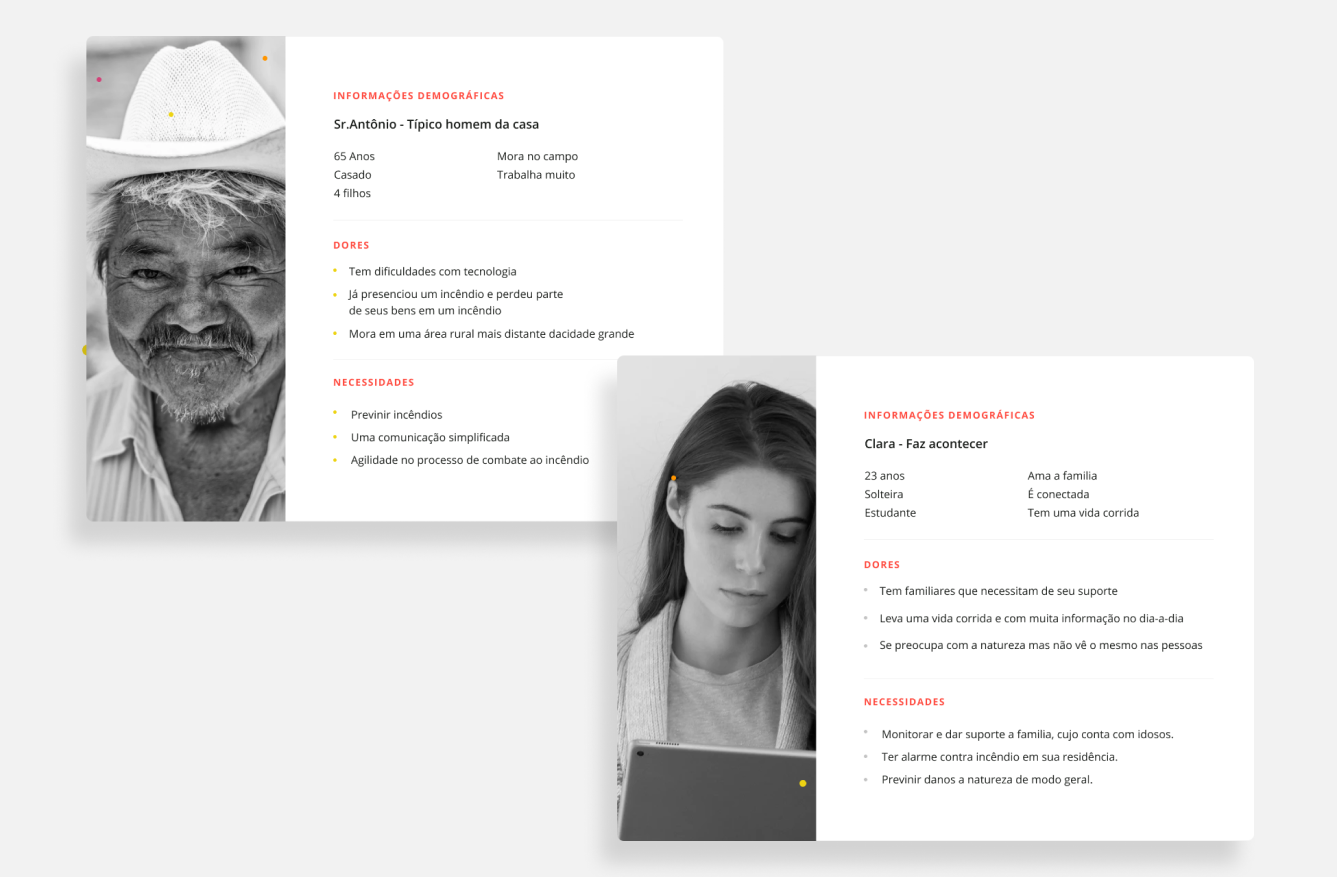 INFORMAÇÕES DEMOGRÁFICAS
Sr.Antônio - Típico homem da casa
65 Anos
Casado
4 filhos
Mora no campo
Trabalha muito
DORES
Tem dificuldades com tecnologia
Já presenciou um incêndio e perdeu parte
de seus bens em um incêndio
Mora em uma área rural mais distante dacidade grande
NECESSIDADES
Previnir incêndios
Uma comunicação simplificada
Agilidade no processo de combate ao incêndio
INFORMAÇÕES DEMOGRÁFICAS
Clara - Faz acontecer
23 anos
Solteira
Estudante
Ama a familia
É conectada
Tem uma vida corrida
DORES
Tem familiares que necessitam de seu suporte
Leva uma vida corrida e com muita informação no dia-a-dia
Se preocupa com a natureza mas não vê o mesmo nas pessoas
NECESSIDADES
Monitorar e dar suporte a familia, cujo conta com idosos.
Ter alarme contra incêndio em sua residência.
Previnir danos a natureza de modo geral.